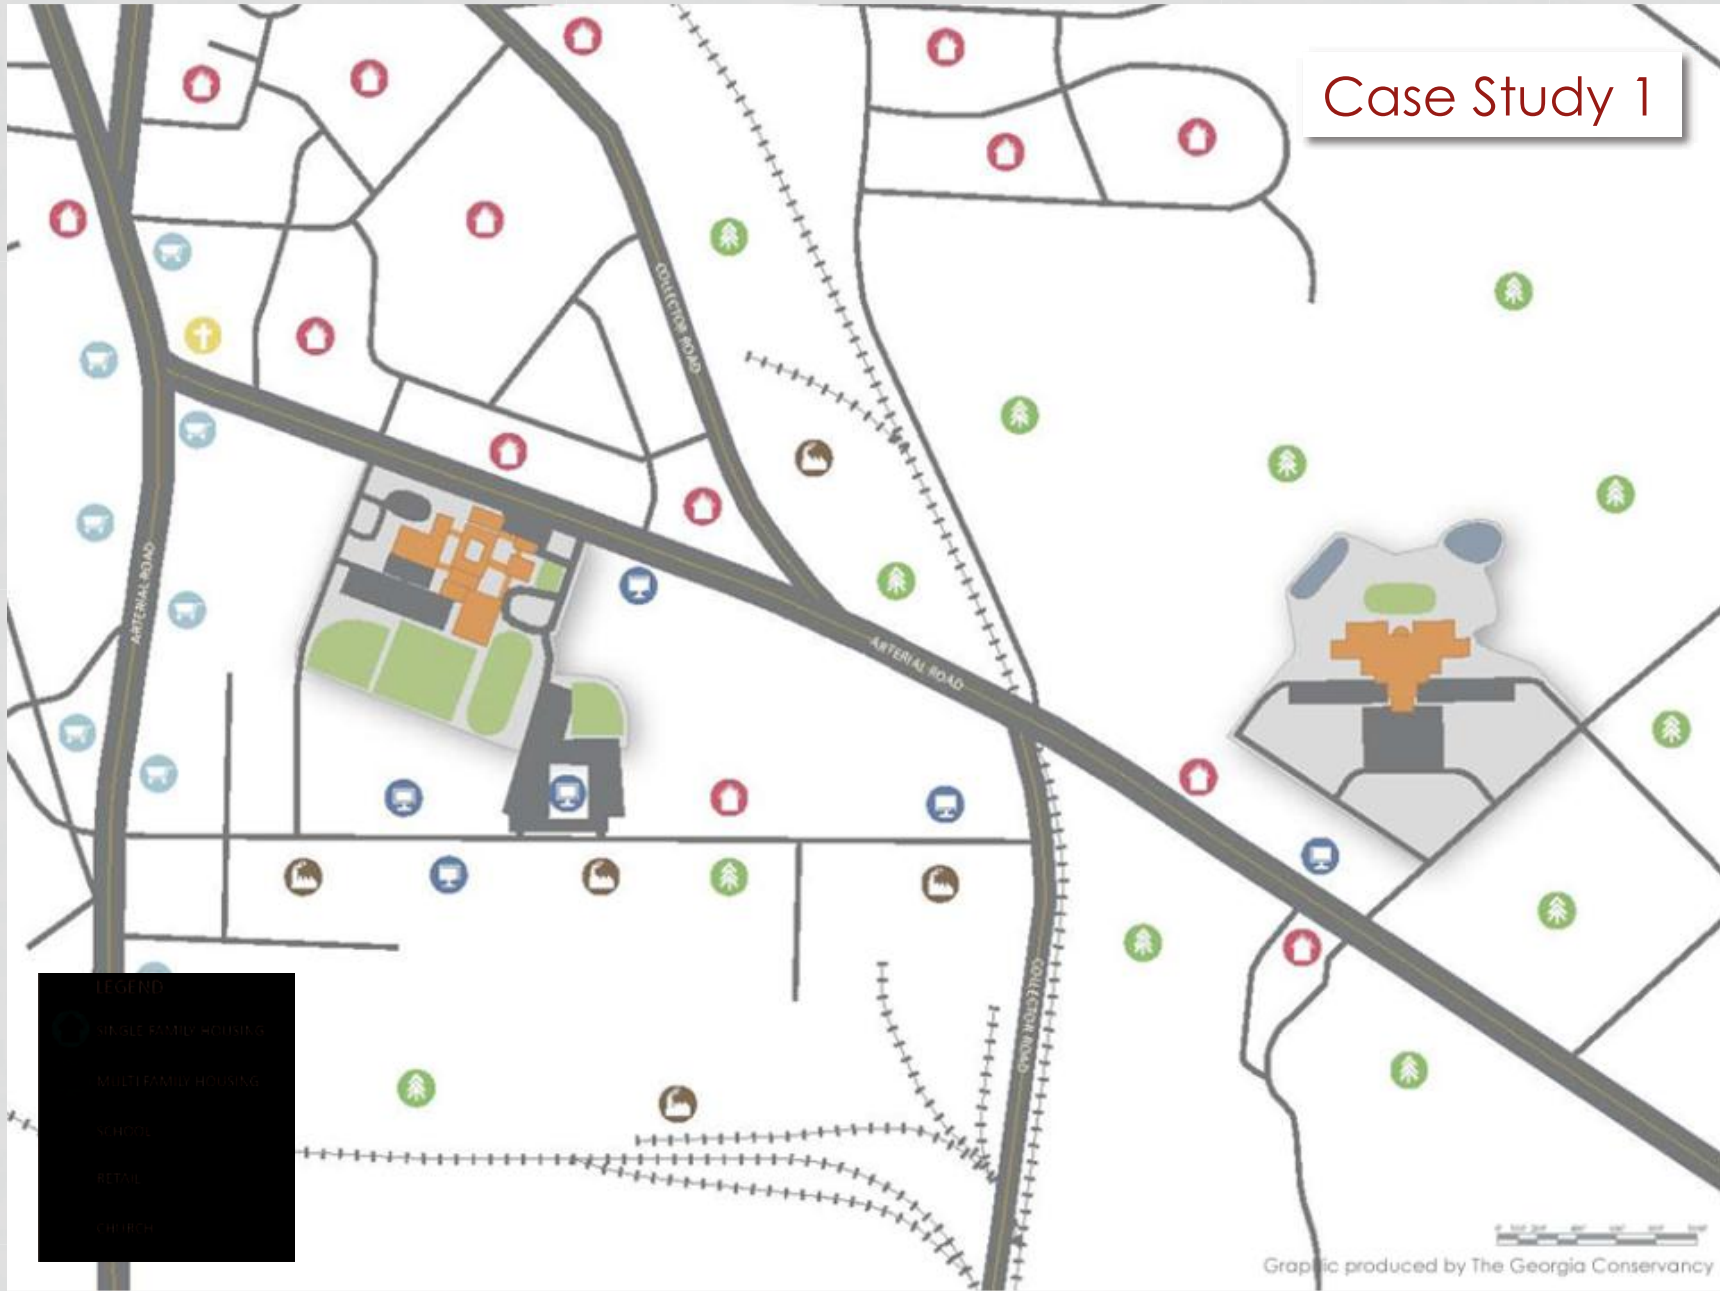 Case Study 1
COLLECTOR ROAD
ARTERIAL ROAD
ARTERIAL ROAD
COLLECTOR ROAD
LEGEND
SINGLE FAMILY HOUSING
MULTI FAMILY HOUSING
SCHOOL
RETAIL
CHURCH
Graphic produced by The Georgia Conservancy